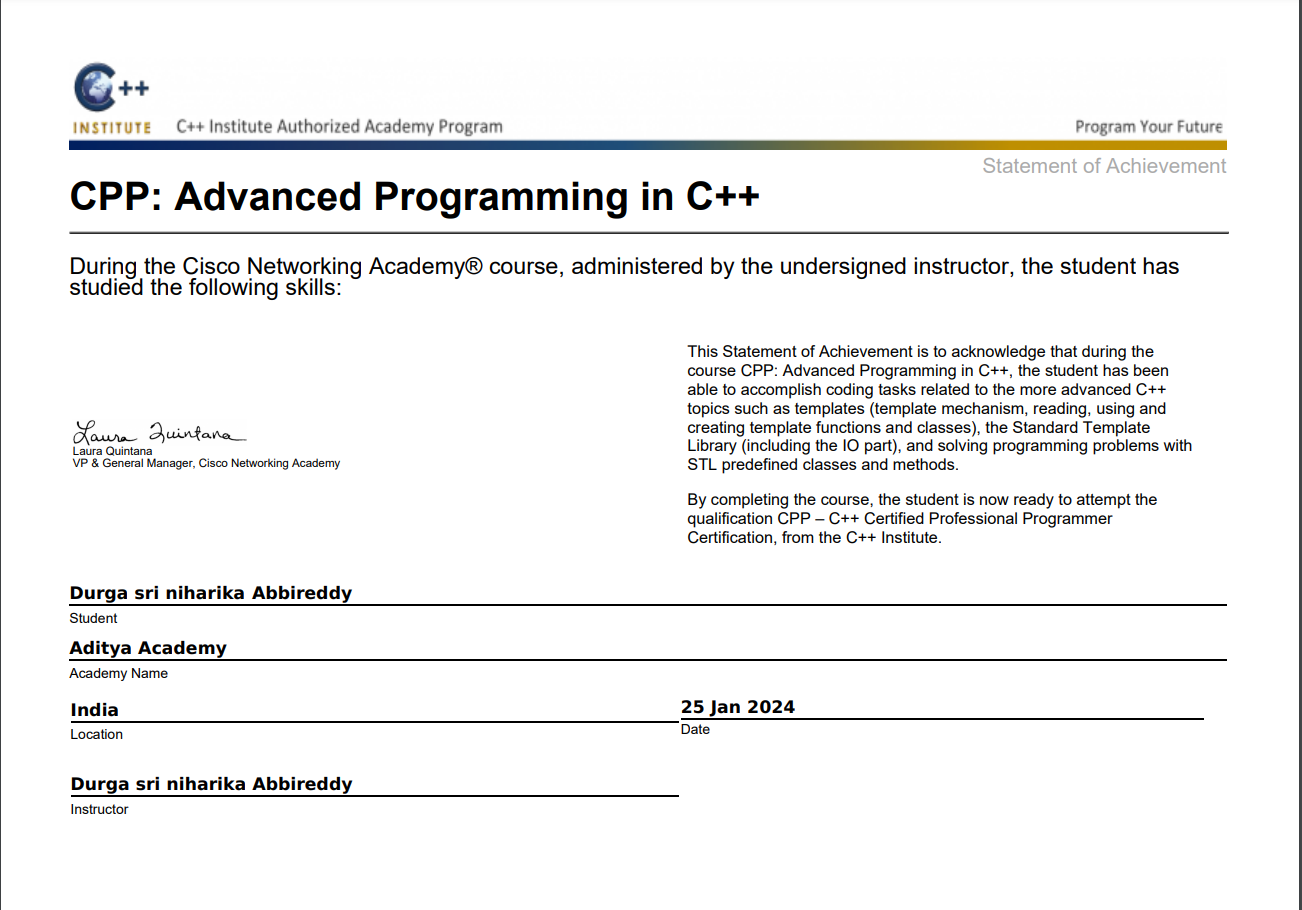 C++
INSTITUTE
C++ Institute Authorized Academy Program
Program Your Future
Statement of Achievement
CPP: Advanced Programming in C++
During the Cisco Networking Academy® course, administered by the undersigned instructor, the student has
studied the following skills:
This Statement of Achievement is to acknowledge that during the
course CPP: Advanced Programming in C++, the student has been
able to accomplish coding tasks related to the more advanced C++
topics such as templates (template mechanism, reading, using and
creating template functions and classes), the Standard Template
Library (including the IO part), and solving programming problems with
STL predefined classes and methods.
By completing the course, the student is now ready to attempt the
qualification CPP – C++ Certified Professional Programmer
Certification, from the C++ Institute.
Laura Quintana
Laura Quintana
VP & General Manager, Cisco Networking Academy
Durga sri niharika Abbireddy
Student
Aditya Academy
Academy Name
India
Location
25 Jan 2024
Date
Durga sri niharika Abbireddy
Instructor